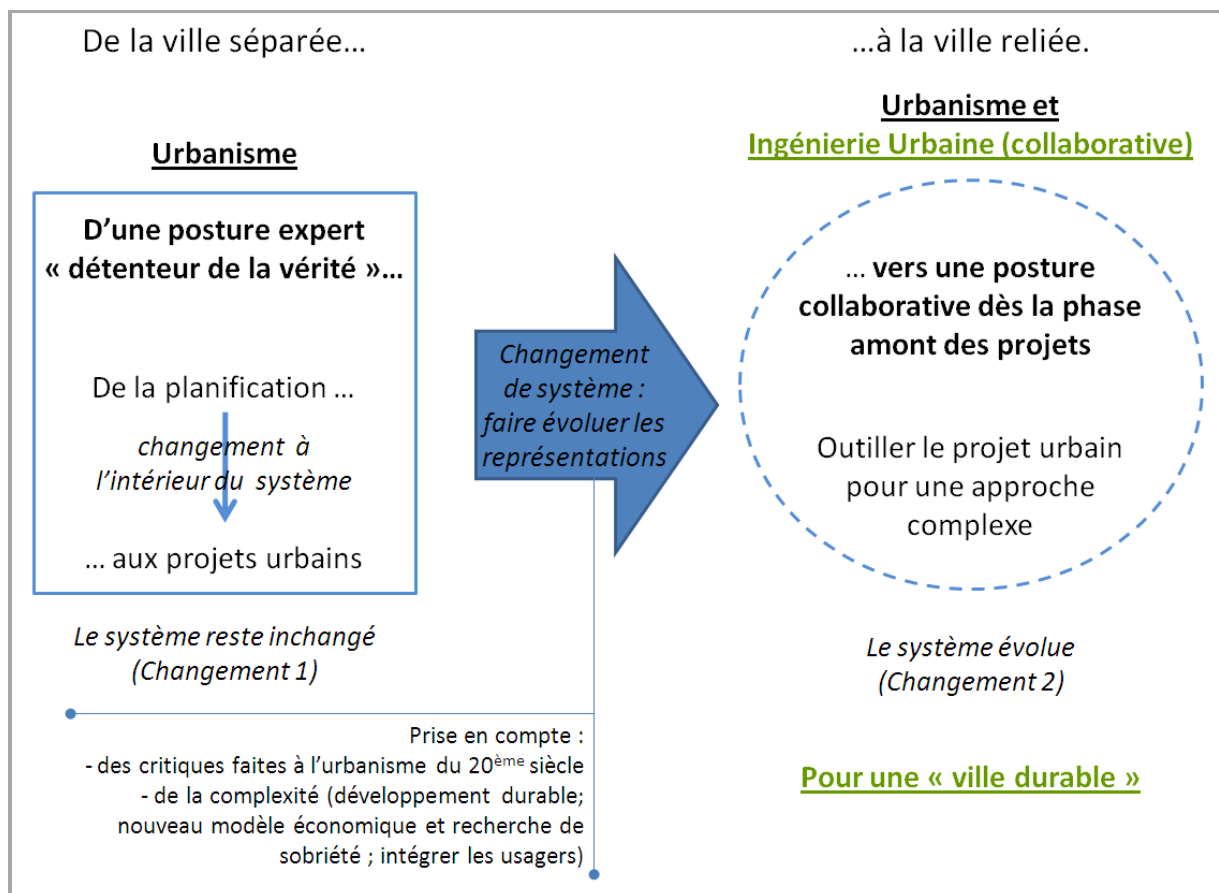 De la ville séparée…
…à la ville reliée.
Urbanisme
D’une posture expert
« détenteur de la vérité »…
De la planification …
changement à
l’intérieur du système
… aux projets urbains
Le système reste inchangé
(Changement 1)
Changement
de système :
faire évoluer les
représentations
Prise en compte :
- des critiques faites à l’urbanisme du 20ème siècle
- de la complexité (développement durable;
nouveau modèle économique et recherche de
sobriété ; intégrer les usagers)
Urbanisme et
Ingénierie Urbaine (collaborative)
… vers une posture
collaborative dès la phase
amont des projets
Outiller le projet urbain
pour une approche
complexe
Le système évolue
(Changement 2)
Pour une « ville durable »